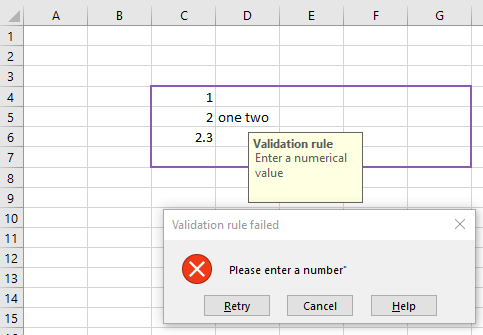 A B C D E F G
1
2
3
4 1
5 2 one two
6 2.3
Validation rule
Enter a numerical
value
7
8
9
10
Validation rule failed
11
12
13 Please enter a number"
14
15 Retry Cancel Help